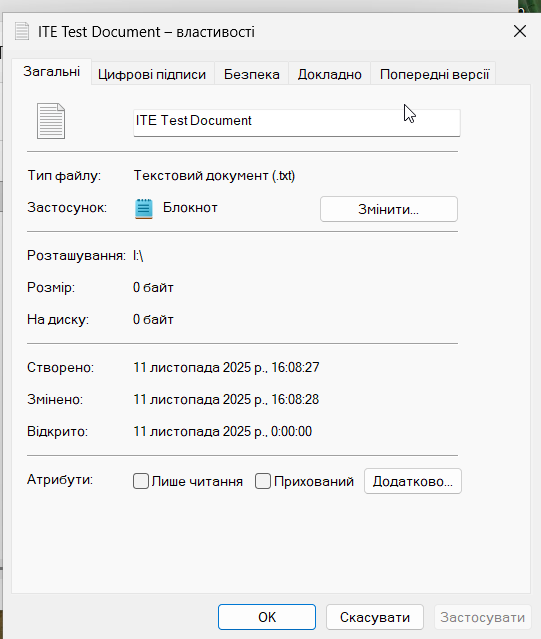 ITE Test Document – властивості
Загальні
Цифрові підписи
Безпека
Докладно
Попередні версії
ITE Test Document
Тип файлу: Текстовий документ (.txt)
Застосунок: Блокнот Змінити...
Розташування: I:\
Розмір: 0 байт
На диску: 0 байт
Створено: 11 листопада 2025 р., 16:08:27
Змінено: 11 листопада 2025 р., 16:08:28
Відкрито: 11 листопада 2025 р., 0:00:00
Атрибути: Лише читання Прихований Додатково...
OK Скасувати Застосувати